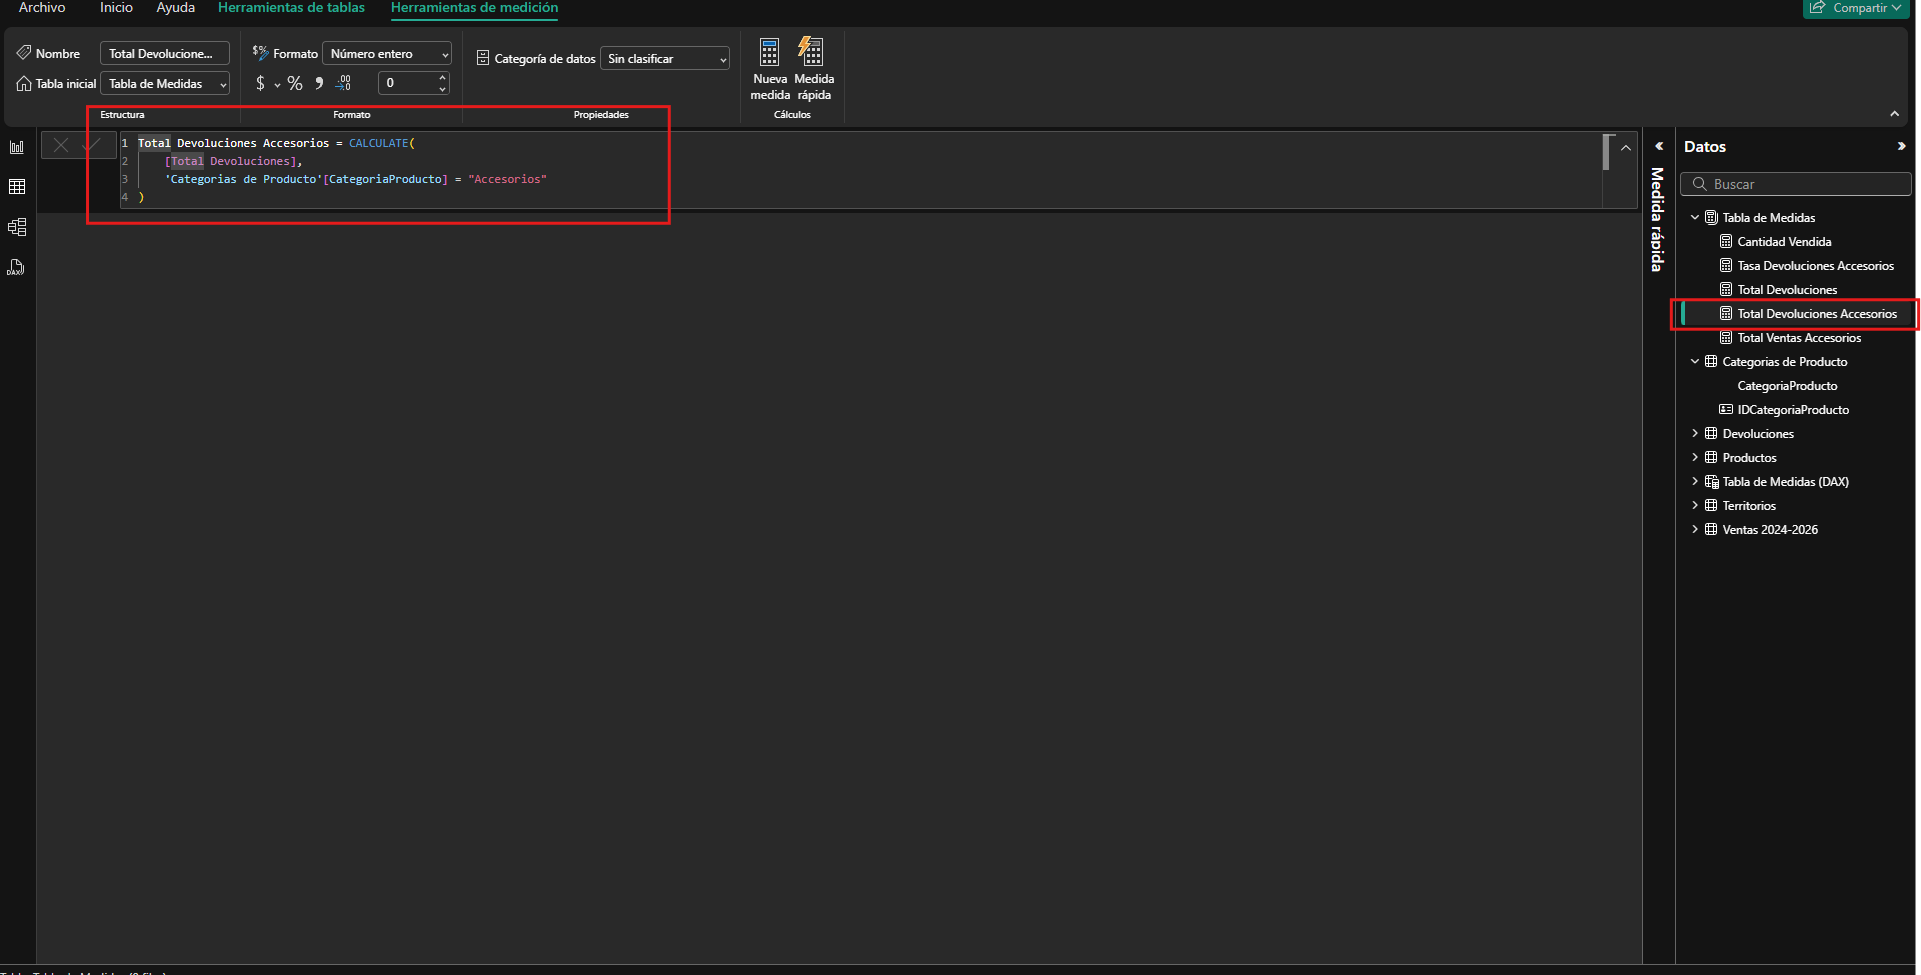 Archivo Inicio Ayuda Herramientas de tablas Herramientas de medición Compartir
Nombre Total Devolucione... Formato Número entero Categoría de datos Sin clasificar
Tabla inicial Tabla de Medidas $ % 0
Nueva medida
Medida rápida
Estructura Formato Propiedades Cálculos
1 Total Devoluciones Accesorios = CALCULATE(
2 [Total Devoluciones],
3 'Categorias de Producto'[CategoriaProducto] = "Accesorios"
4 )
Medida rápida
Datos
Buscar
Tabla de Medidas
Cantidad Vendida
Tasa Devoluciones Accesorios
Total Devoluciones
Total Devoluciones Accesorios
Total Ventas Accesorios
Categorias de Producto
CategoriaProducto
IDCategoriaProducto
Devoluciones
Productos
Tabla de Medidas (DAX)
Territorios
Ventas 2024-2026
DAX